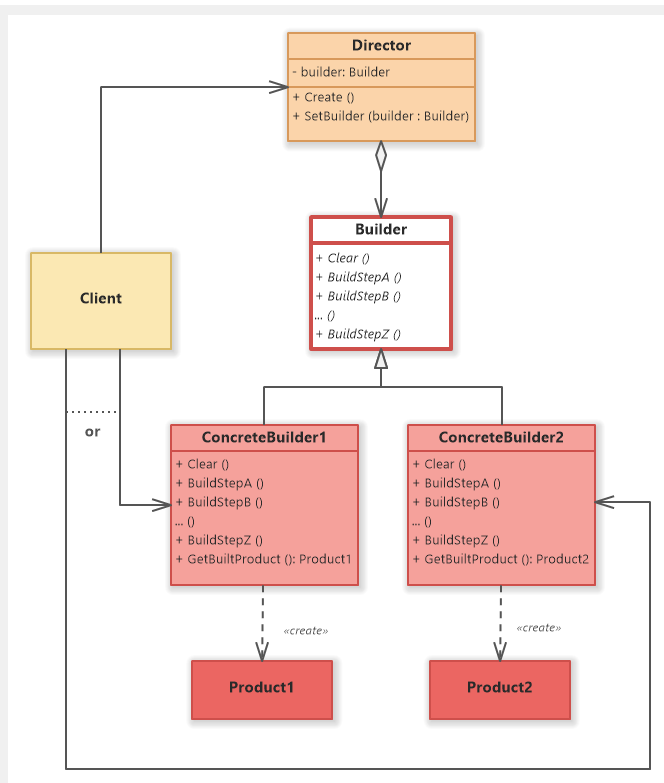 Director
- builder: Builder
+ Create ()
+ SetBuilder (builder : Builder)
Builder
+ Clear ()
+ BuildStepA ()
+ BuildStepB ()
... ()
+ BuildStepZ ()
Client
or
ConcreteBuilder1
+ Clear ()
+ BuildStepA ()
+ BuildStepB ()
... ()
+ BuildStepZ ()
+ GetBuiltProduct (): Product1
ConcreteBuilder2
+ Clear ()
+ BuildStepA ()
+ BuildStepB ()
... ()
+ BuildStepZ ()
+ GetBuiltProduct (): Product2
«create»
«create»
Product1
Product2